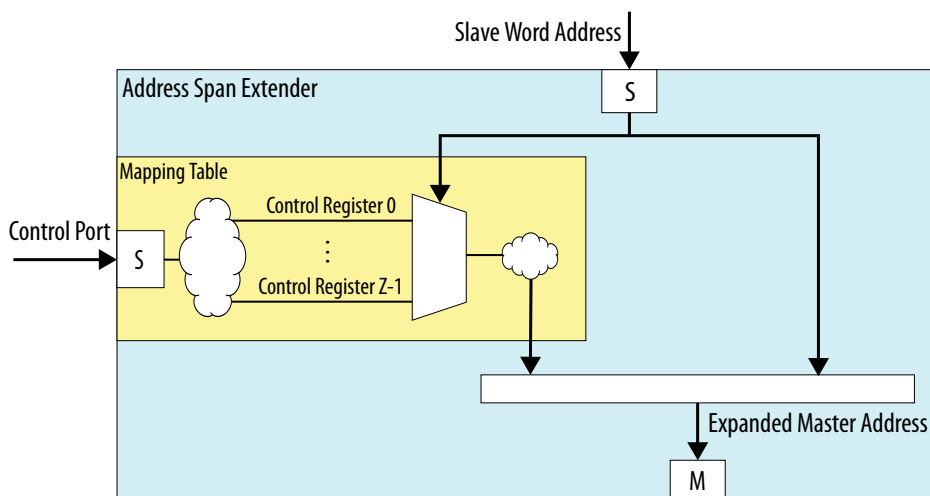 Slave Word Address
Address Span Extender
S
Mapping Table
Control Register 0
Control Port
S
⋮
Control Register Z-1
Expanded Master Address
M